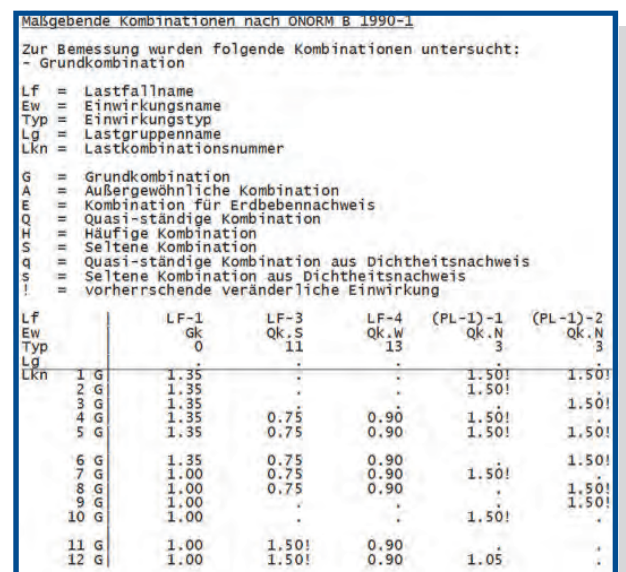 Maßgebende Kombinationen nach ÖNORM B 1990-1
Zur Bemessung wurden folgende Kombinationen untersucht:
- Grundkombination
Lf = Lastfallname
Ew = Einwirkungsname
Typ = Einwirkungstyp
Lg = Lastgruppenname
Lkn = Lastkombinationsnummer
G = Grundkombination
A = Außergewöhnliche Kombination
E = Kombination für Erdbebennachweis
Q = Quasi-ständige Kombination
H = Häufige Kombination
S = Seltene Kombination
q = Quasi-ständige Kombination aus Dichtheitsnachweis
s = Seltene Kombination aus Dichtheitsnachweis
! = vorherrschende veränderliche Einwirkung
Lf | LF-1 LF-3 LF-4 (PL-1)-1 (PL-1)-2
Ew | Gk Qk.S Qk.W Qk.N Qk.N
Typ | 0 11 13 3 3
Lg | . . . . .
Lkn 1 G| 1.35 . . 1.50! 1.50!
2 G| 1.35 . . 1.50! .
3 G| 1.35 . . . 1.50!
4 G| 1.35 0.75 0.90 1.50! .
5 G| 1.35 0.75 0.90 1.50! 1.50!
6 G| 1.35 0.75 0.90 . 1.50!
7 G| 1.00 0.75 0.90 1.50! .
8 G| 1.00 0.75 0.90 . 1.50!
9 G| 1.00 . . . 1.50!
10 G| 1.00 . . 1.50! .
11 G| 1.00 1.50! 0.90 . .
12 G| 1.00 1.50! 0.90 1.05 .